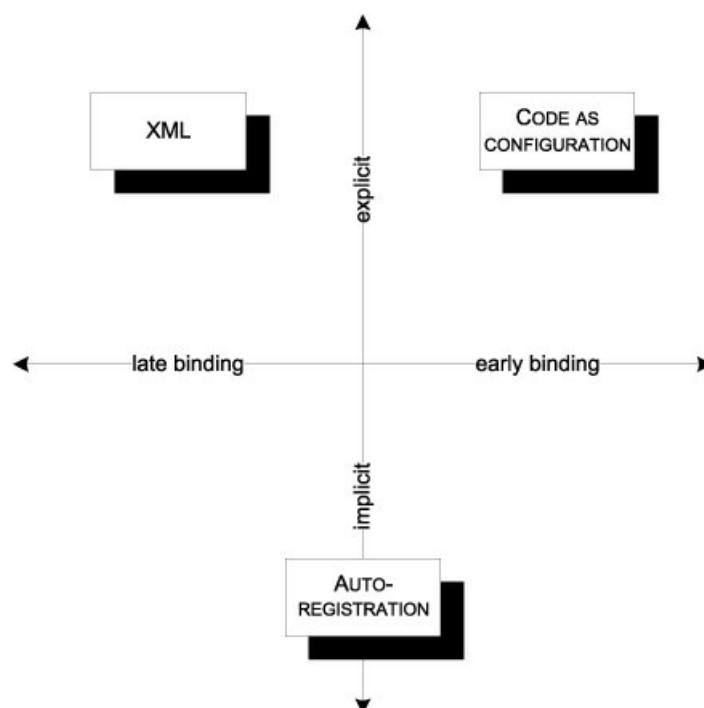 XML
CODE AS
CONFIGURATION
explicit
late binding
early binding
implicit
AUTO-
REGISTRATION